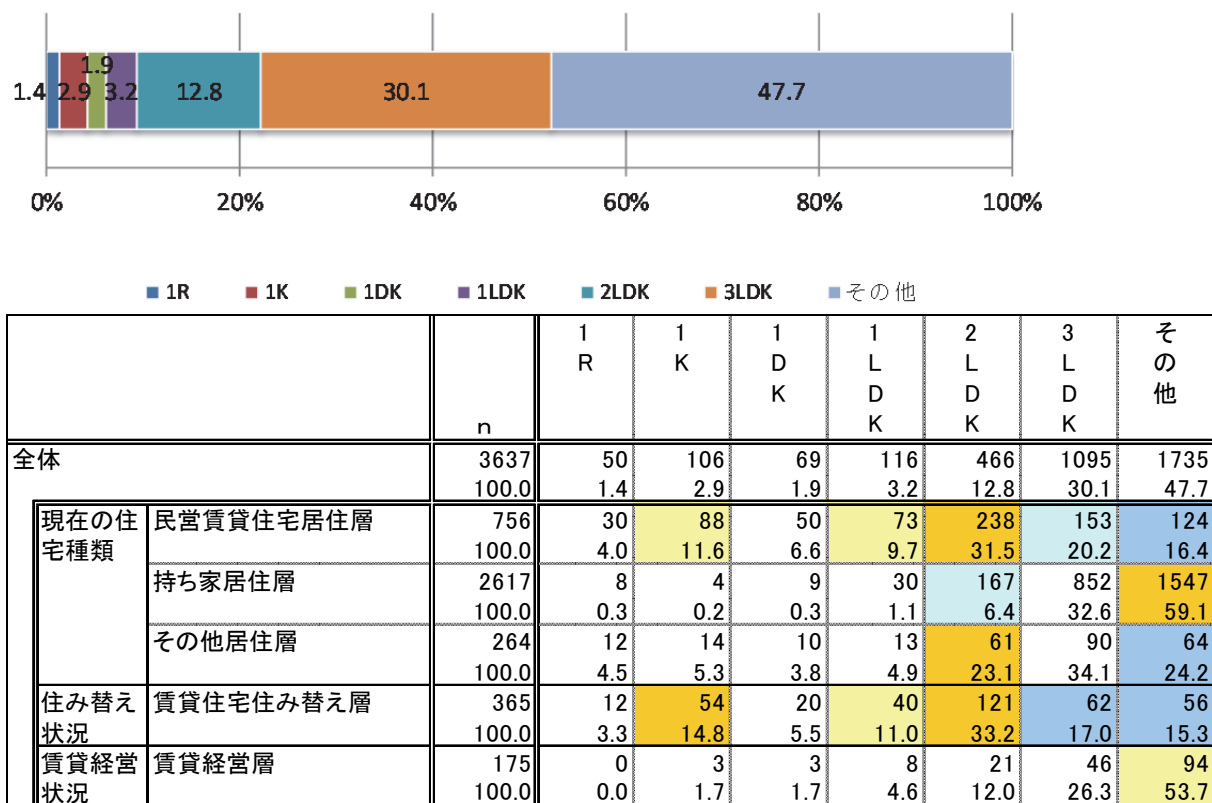 1.4 2.9 1.9 3.2 12.8 30.1 47.7
0% 20% 40% 60% 80% 100%
1R 1K 1DK 1LDK 2LDK 3LDK その他
n 1R 1K 1DK 1LDK 2LDK 3LDK その他
全体 3637 50 106 69 116 466 1095 1735
100.0 1.4 2.9 1.9 3.2 12.8 30.1 47.7
現在の住宅種類 民営賃貸住宅居住層 756 30 88 50 73 238 153 124
100.0 4.0 11.6 6.6 9.7 31.5 20.2 16.4
持ち家居住層 2617 8 4 9 30 167 852 1547
100.0 0.3 0.2 0.3 1.1 6.4 32.6 59.1
その他居住層 264 12 14 10 13 61 90 64
100.0 4.5 5.3 3.8 4.9 23.1 34.1 24.2
住み替え状況 賃貸住宅住み替え層 365 12 54 20 40 121 62 56
100.0 3.3 14.8 5.5 11.0 33.2 17.0 15.3
賃貸経営状況 賃貸経営層 175 0 3 3 8 21 46 94
100.0 0.0 1.7 1.7 4.6 12.0 26.3 53.7